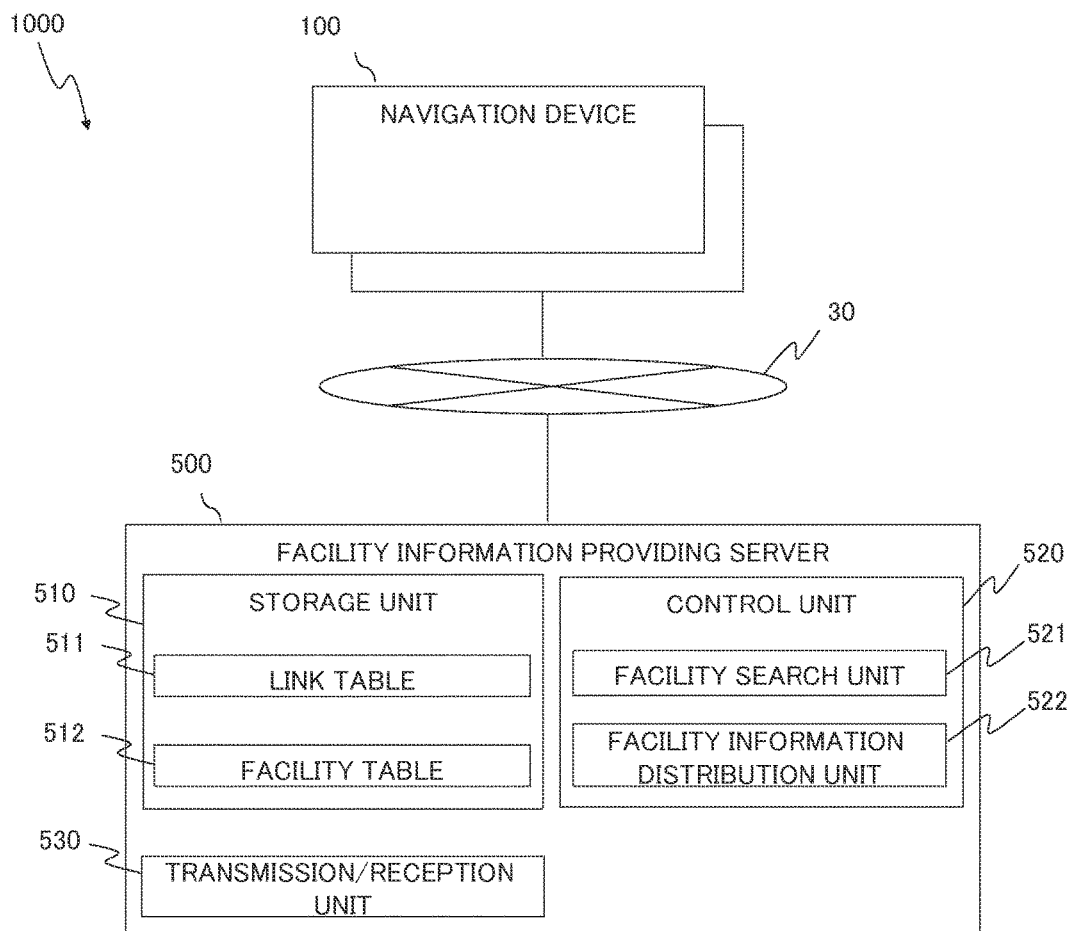 1000
100
NAVIGATION DEVICE
30
500
FACILITY INFORMATION PROVIDING SERVER
510
STORAGE UNIT
511
LINK TABLE
512
FACILITY TABLE
520
CONTROL UNIT
521
FACILITY SEARCH UNIT
522
FACILITY INFORMATION
DISTRIBUTION UNIT
530
TRANSMISSION/RECEPTION
UNIT